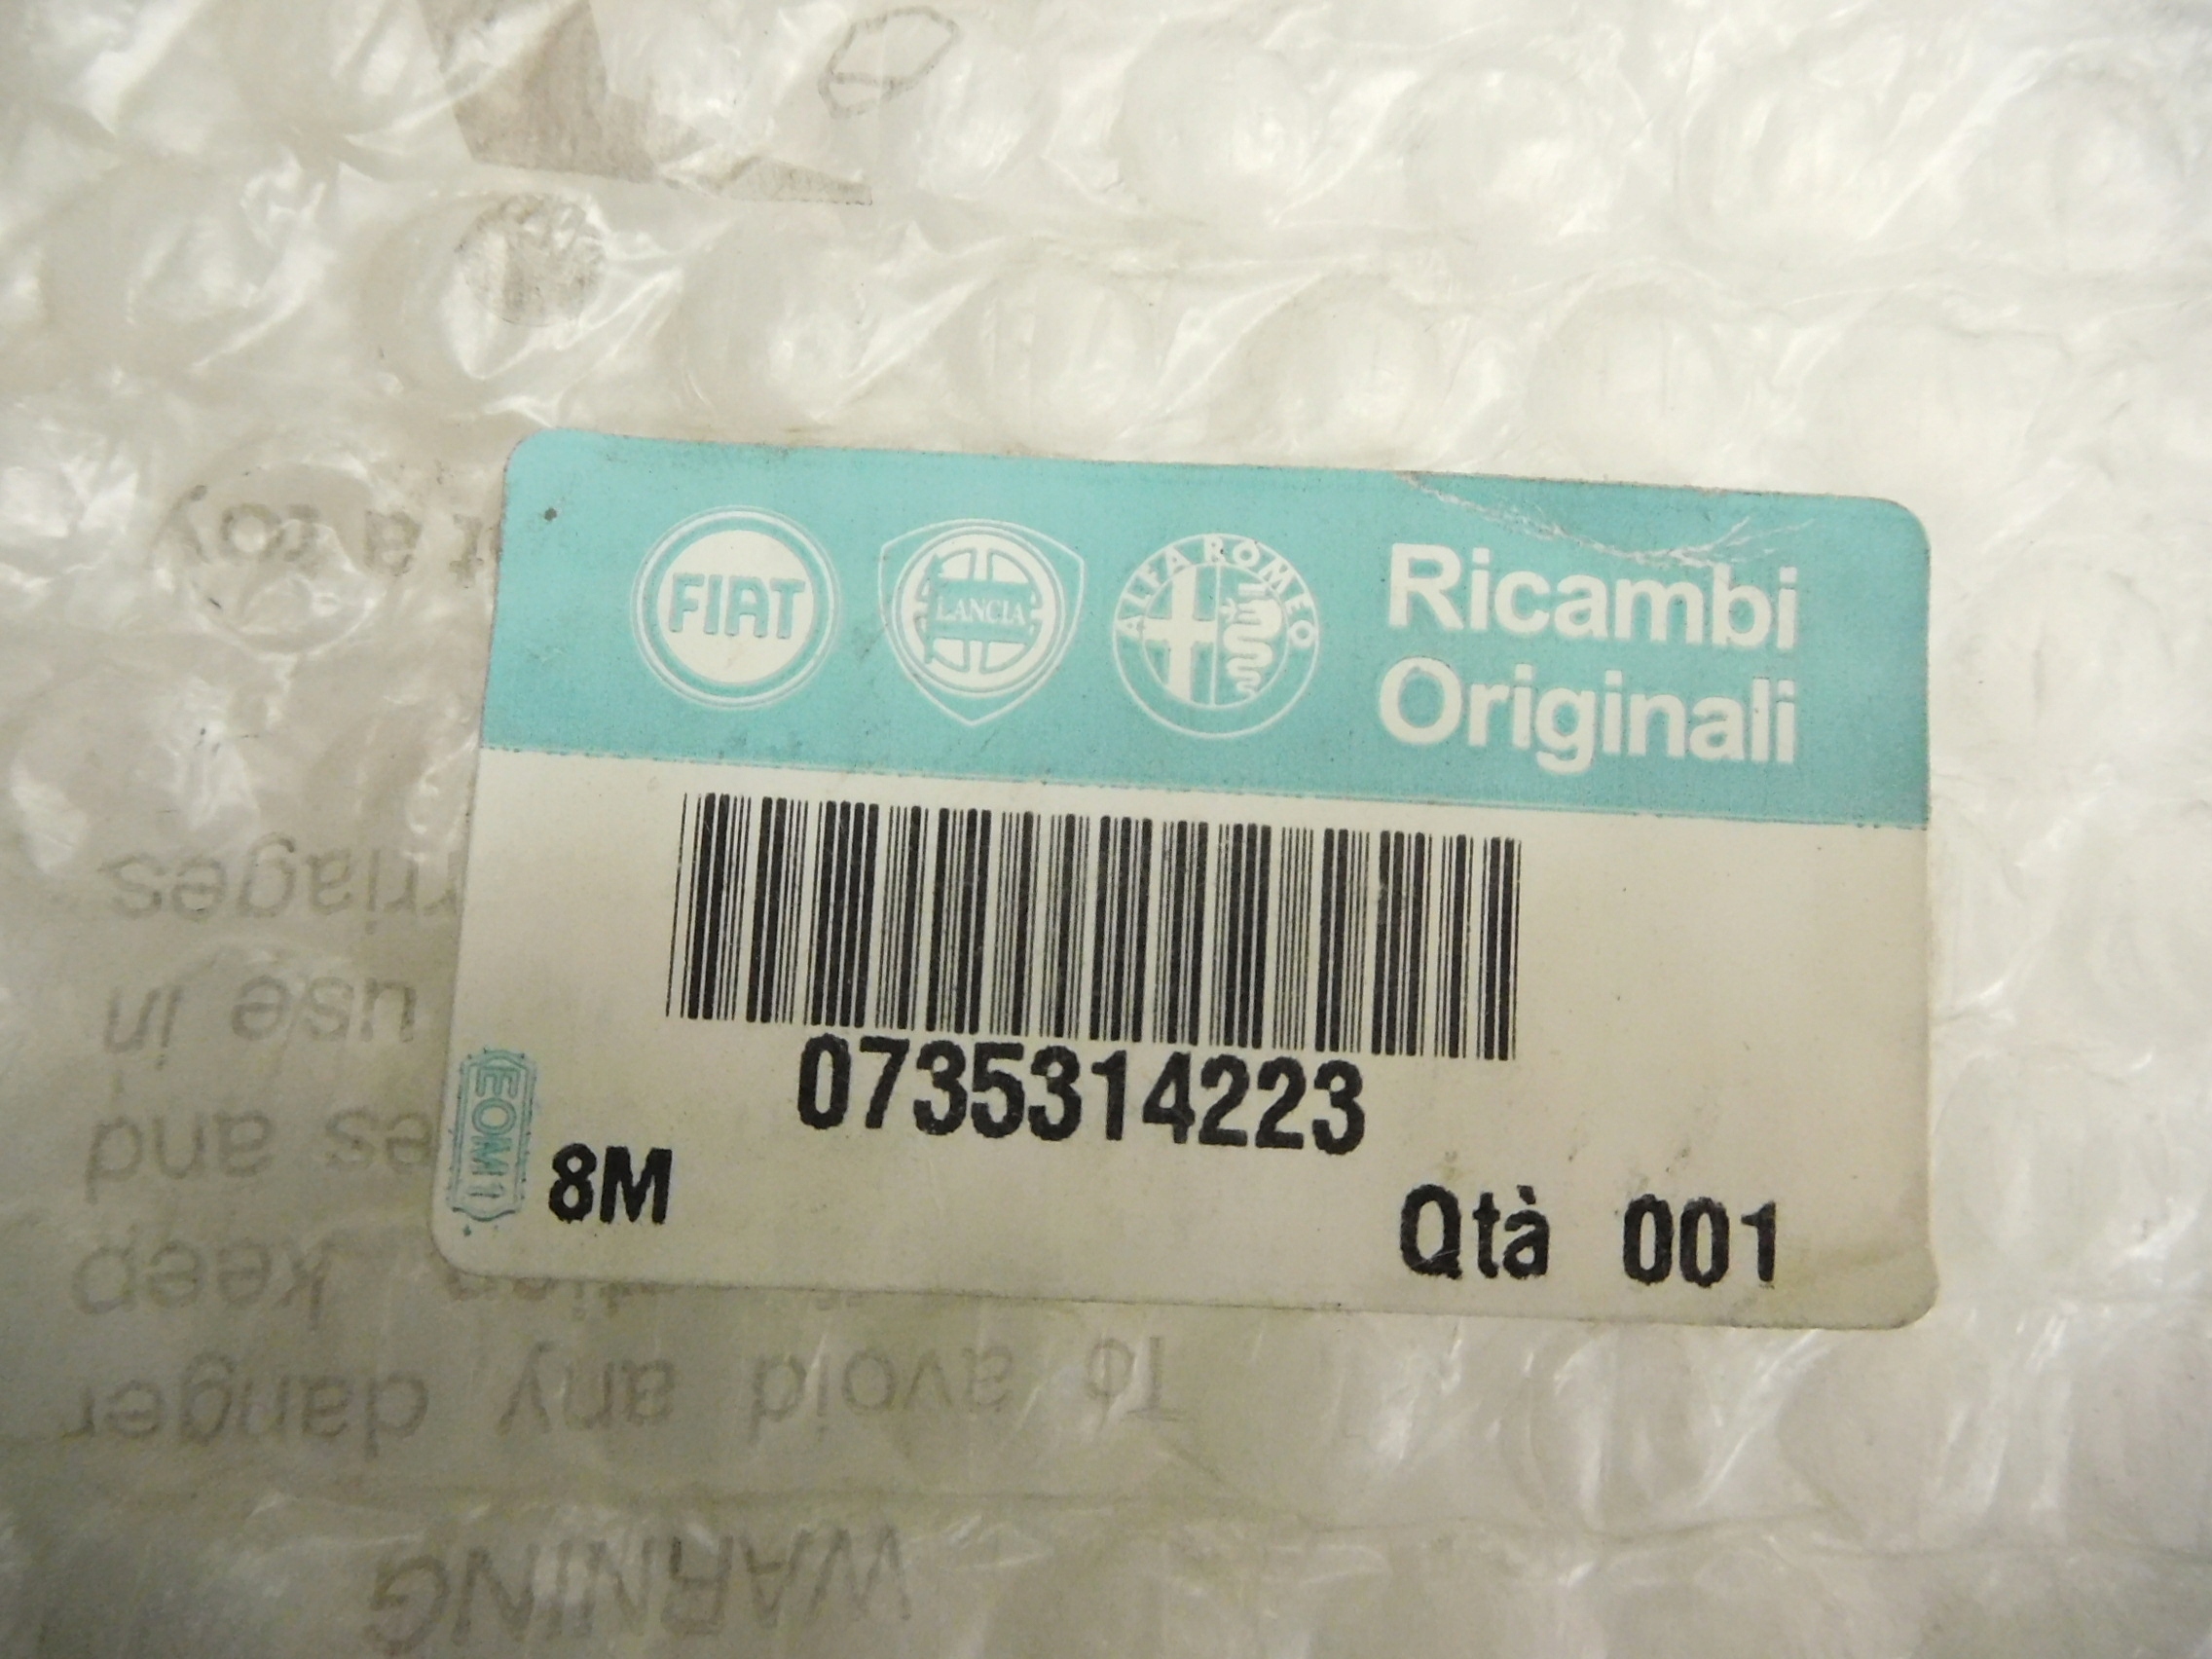 FIAT
LANCIA
ALFA ROMEO
Ricambi
Originali
0735314223
EOM1
8M
Qtà 001
WARNING
To avoid any danger
keep
and
use in
toy